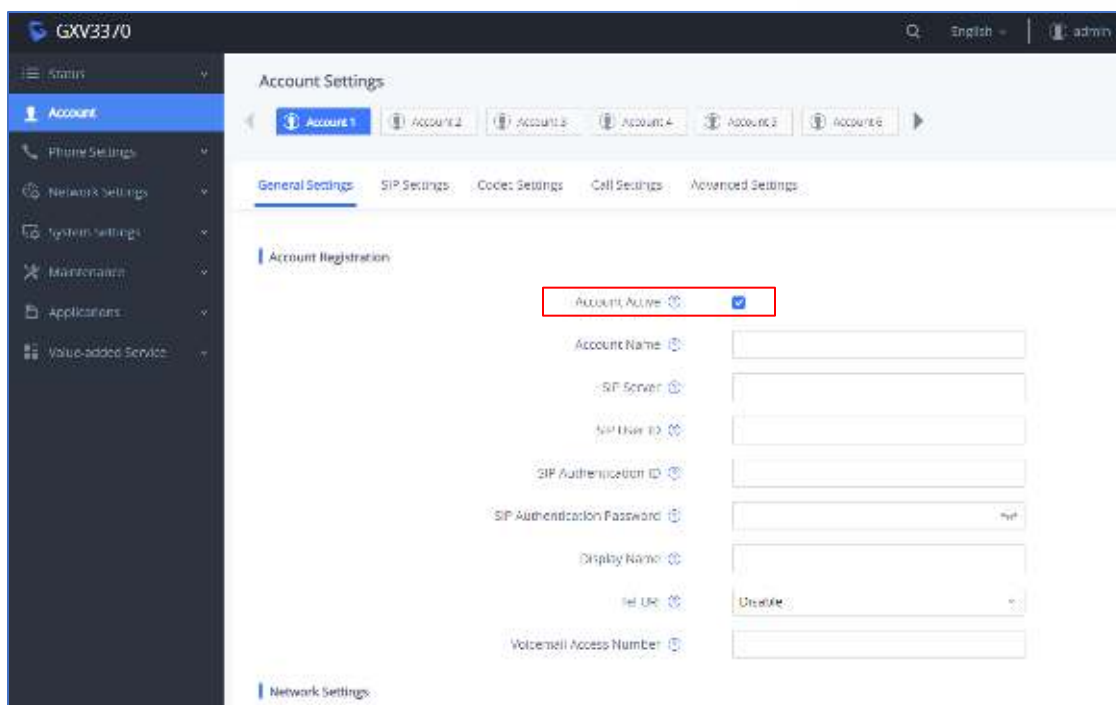 GXV3370
English
admin
Status
Account
Phone Settings
Network Settings
System Settings
Maintenance
Applications
Value-added Service
Account Settings
Account 1 Account 2 Account 3 Account 4 Account 5 Account 6
General Settings SIP Settings Codec Settings Call Settings Advanced Settings
Account Registration
Account Active
Account Name
SIP Server
SIP User ID
SIP Authentication ID
SIP Authentication Password
Display Name
Tel URI Disable
Voicemail Access Number
Network Settings